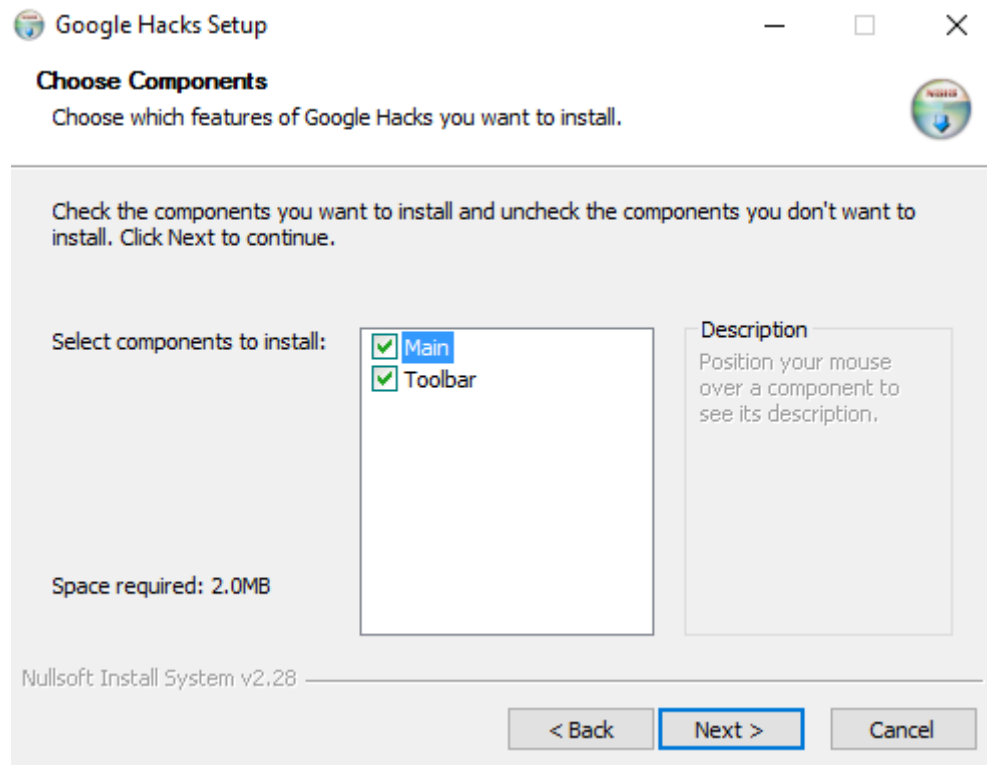 Google Hacks Setup
Choose Components
Choose which features of Google Hacks you want to install.
NSIS
Check the components you want to install and uncheck the components you don't want to
install. Click Next to continue.
Select components to install:
Main
Toolbar
Description
Position your mouse
over a component to
see its description.
Space required: 2.0MB
Nullsoft Install System v2.28
< Back
Next >
Cancel